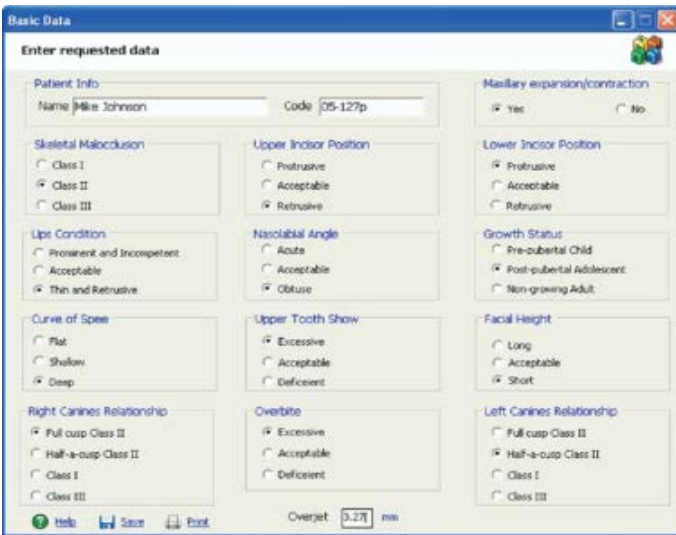 Basic Data
Enter requested data
Patient Info
Name Mike Johnson Code 05-127p
Maxillary expansion/contraction
Yes No
Skeletal Malocclusion
Class I
Class II
Class III
Upper Incisor Position
Protrusive
Acceptable
Retrusive
Lower Incisor Position
Protrusive
Acceptable
Retrusive
Lips Condition
Prominent and Incompetent
Acceptable
Thin and Retrusive
Nasolabial Angle
Acute
Acceptable
Obtuse
Growth Status
Pre-pubertal Child
Post-pubertal Adolescent
Non-growing Adult
Curve of Spee
Flat
Shallow
Deep
Upper Tooth Show
Excessive
Acceptable
Deficeient
Facial Height
Long
Acceptable
Short
Right Canines Relationship
Full cusp Class II
Half-a-cusp Class II
Class I
Class III
Overbite
Excessive
Acceptable
Deficeient
Left Canines Relationship
Full cusp Class II
Half-a-cusp Class II
Class I
Class III
Help Save Print
Overjet 3.27 mm